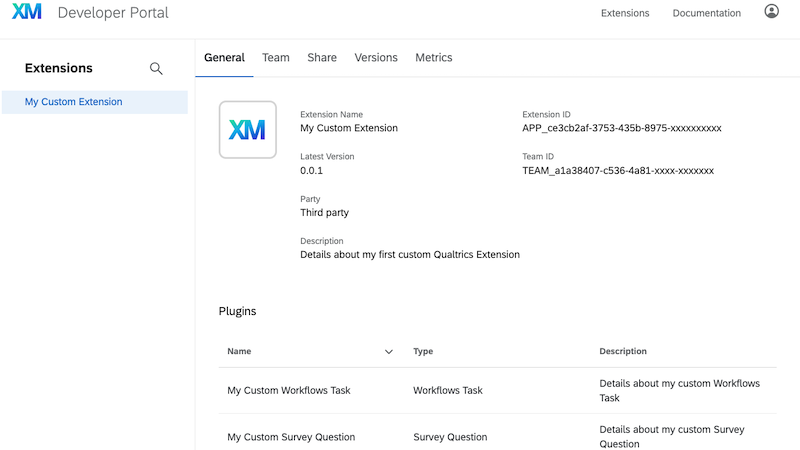 XM Developer Portal Extensions Documentation
Extensions
My Custom Extension
General Team Share Versions Metrics
XM
Extension Name Extension ID
My Custom Extension APP_ce3cb2af-3753-435b-8975-xxxxxxxxxx
Latest Version Team ID
0.0.1 TEAM_a1a38407-c536-4a81-xxxx-xxxxxxx
Party
Third party
Description
Details about my first custom Qualtrics Extension
Plugins
Name Type Description
My Custom Workflows Task Workflows Task Details about my custom Workflows
Task
My Custom Survey Question Survey Question Details about my custom Survey
Question